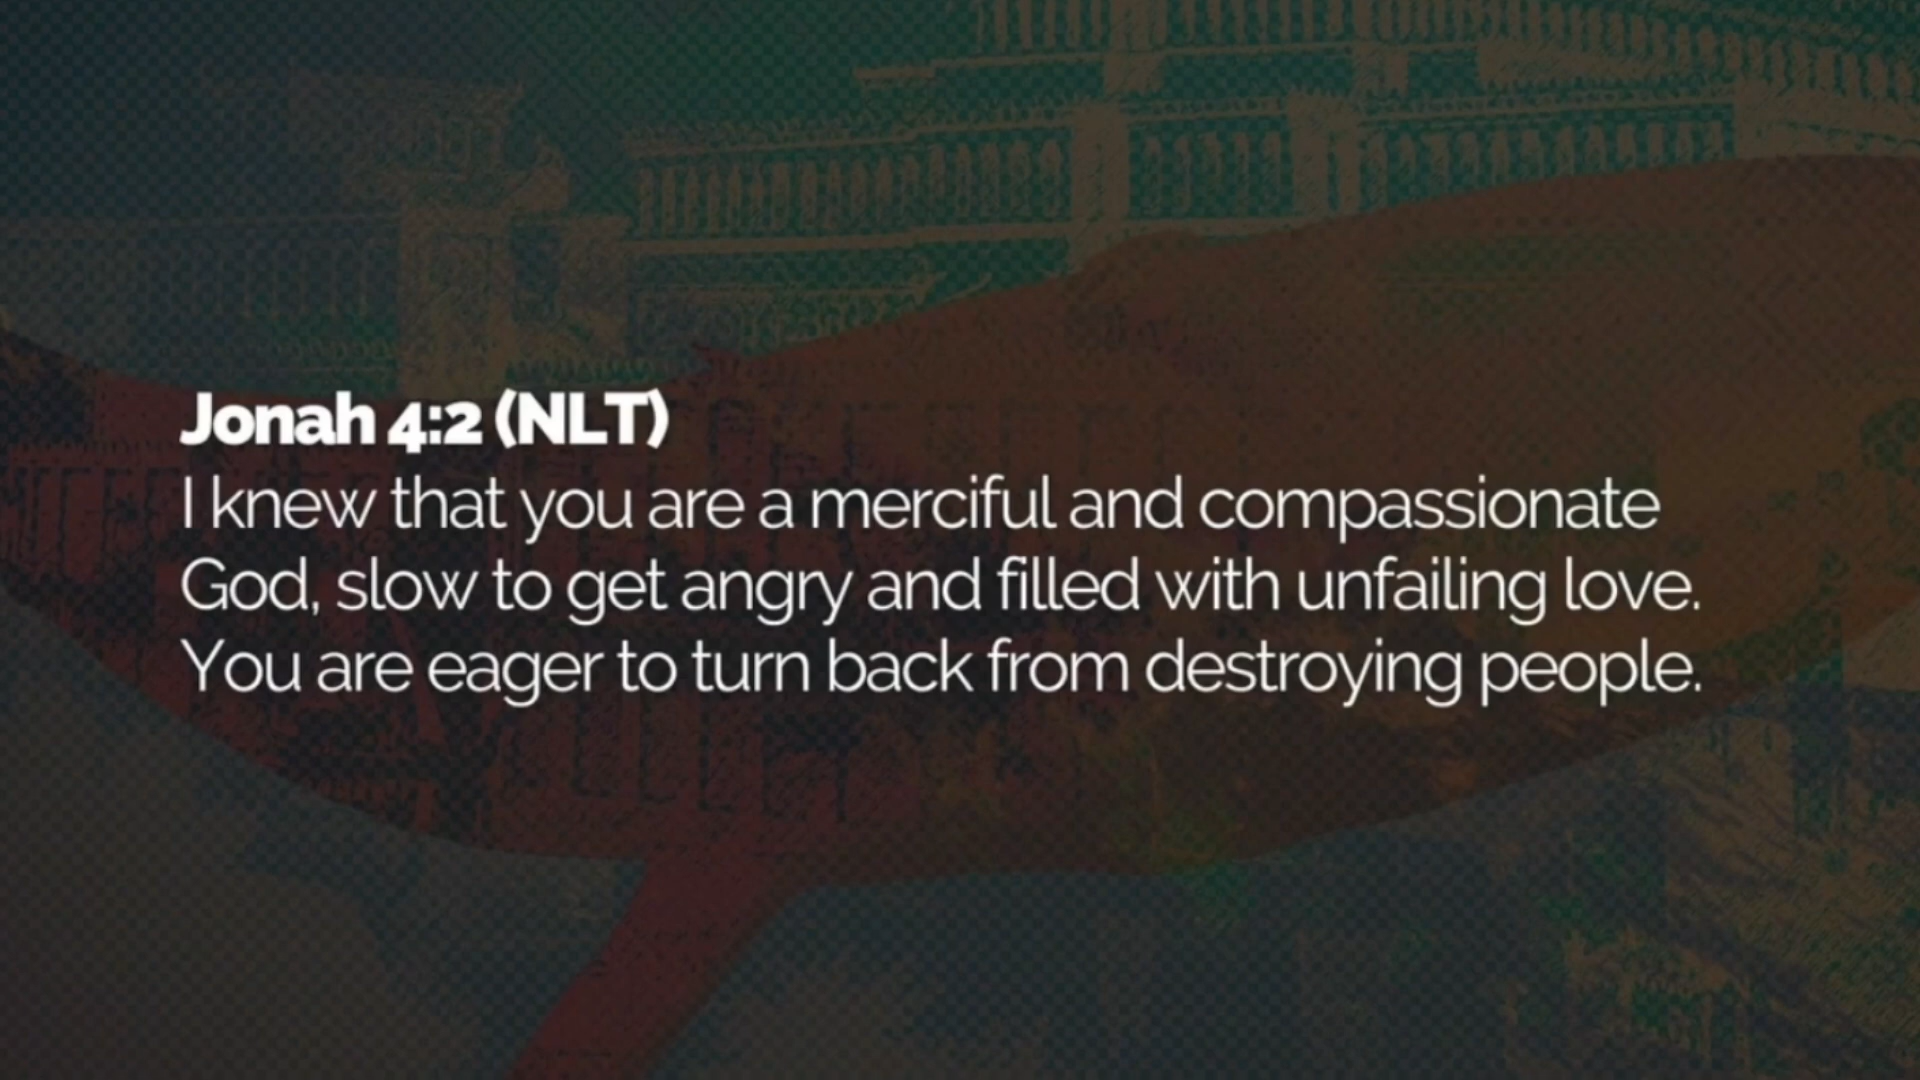 Jonah 4:2 (NLT)
I knew that you are a merciful and compassionate
God, slow to get angry and filled with unfailing love.
You are eager to turn back from destroying people.